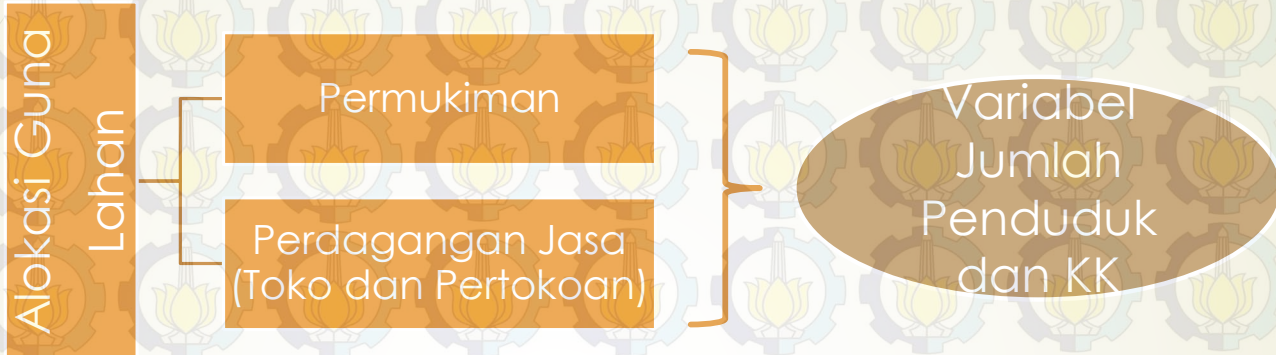 Alokasi Guna
Lahan
Permukiman
Perdagangan Jasa
(Toko dan Pertokoan)
Variabel
Jumlah
Penduduk
dan KK